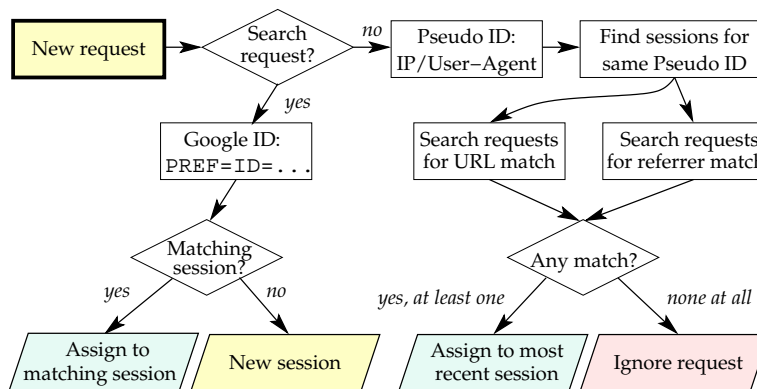 New request
Search
request?
no
Pseudo ID:
IP/User−Agent
Find sessions for
same Pseudo ID
yes
Google ID:
PREF=ID=...
Search requests
for URL match
Search requests
for referrer match
Matching
session?
Any match?
yes
no
yes, at least one
none at all
Assign to
matching session
New session
Assign to most
recent session
Ignore request